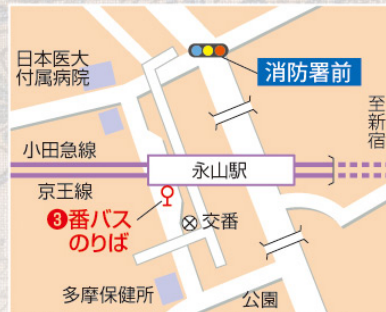 日本医大
付属病院
消防署前
至新宿
小田急線
永山駅
京王線
❸番バス
のりば
交番
多摩保健所
公園